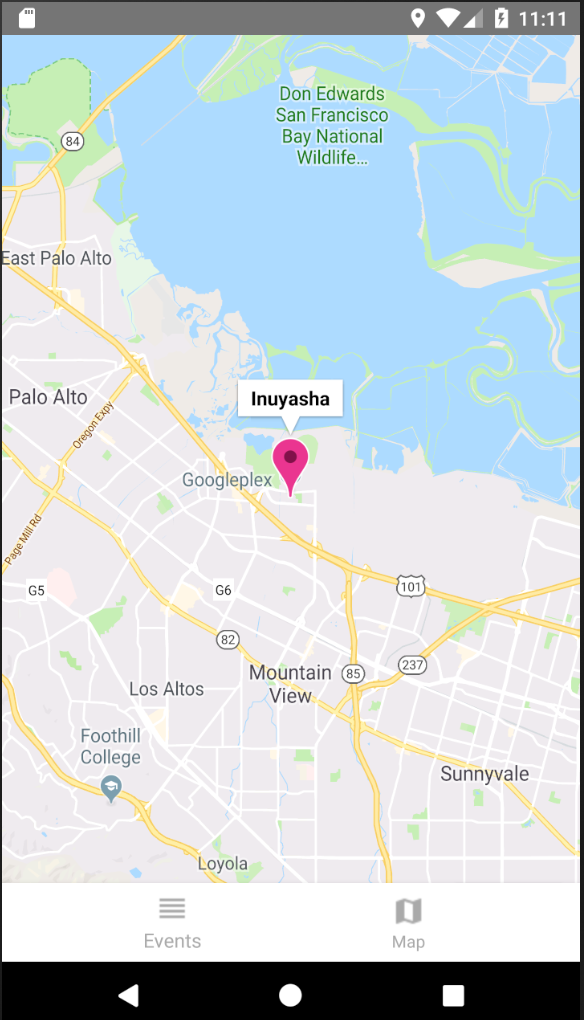 11:11
Don Edwards
San Francisco
Bay National
Wildlife...
84
East Palo Alto
Inuyasha
Palo Alto
Oregon Expy
Googleplex
Page Mill Rd
G5
G6
101
82
237
85
Mountain
View
Los Altos
Foothill
College
Sunnyvale
Loyola
Events
Map